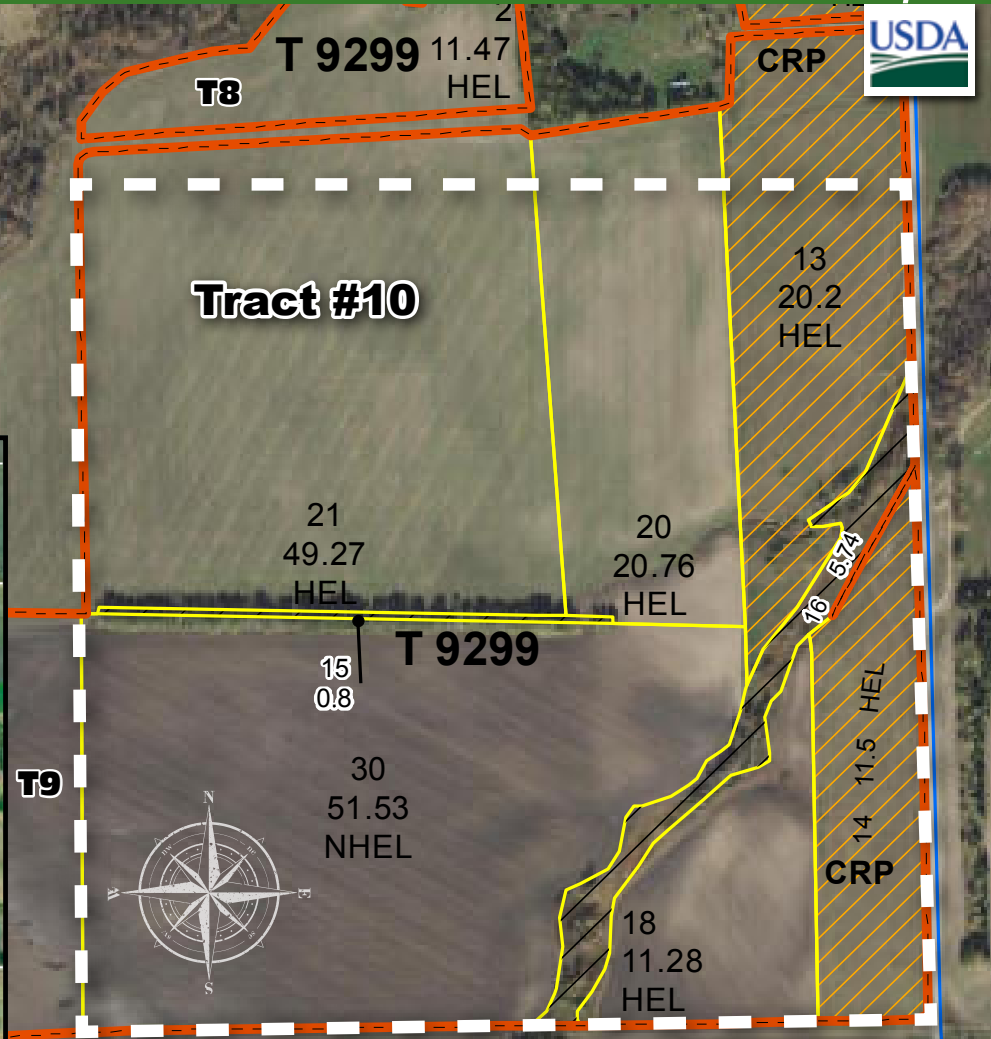 2
T 9299 11.47
HEL
T8
CRP
USDA
Tract #10
13
20.2
HEL
21
49.27
HEL
20
20.76
HEL
5.74
16
T 9299
15
0.8
14 11.5 HEL
T9
30
51.53
NHEL
CRP
N
W
E
S
18
11.28
HEL